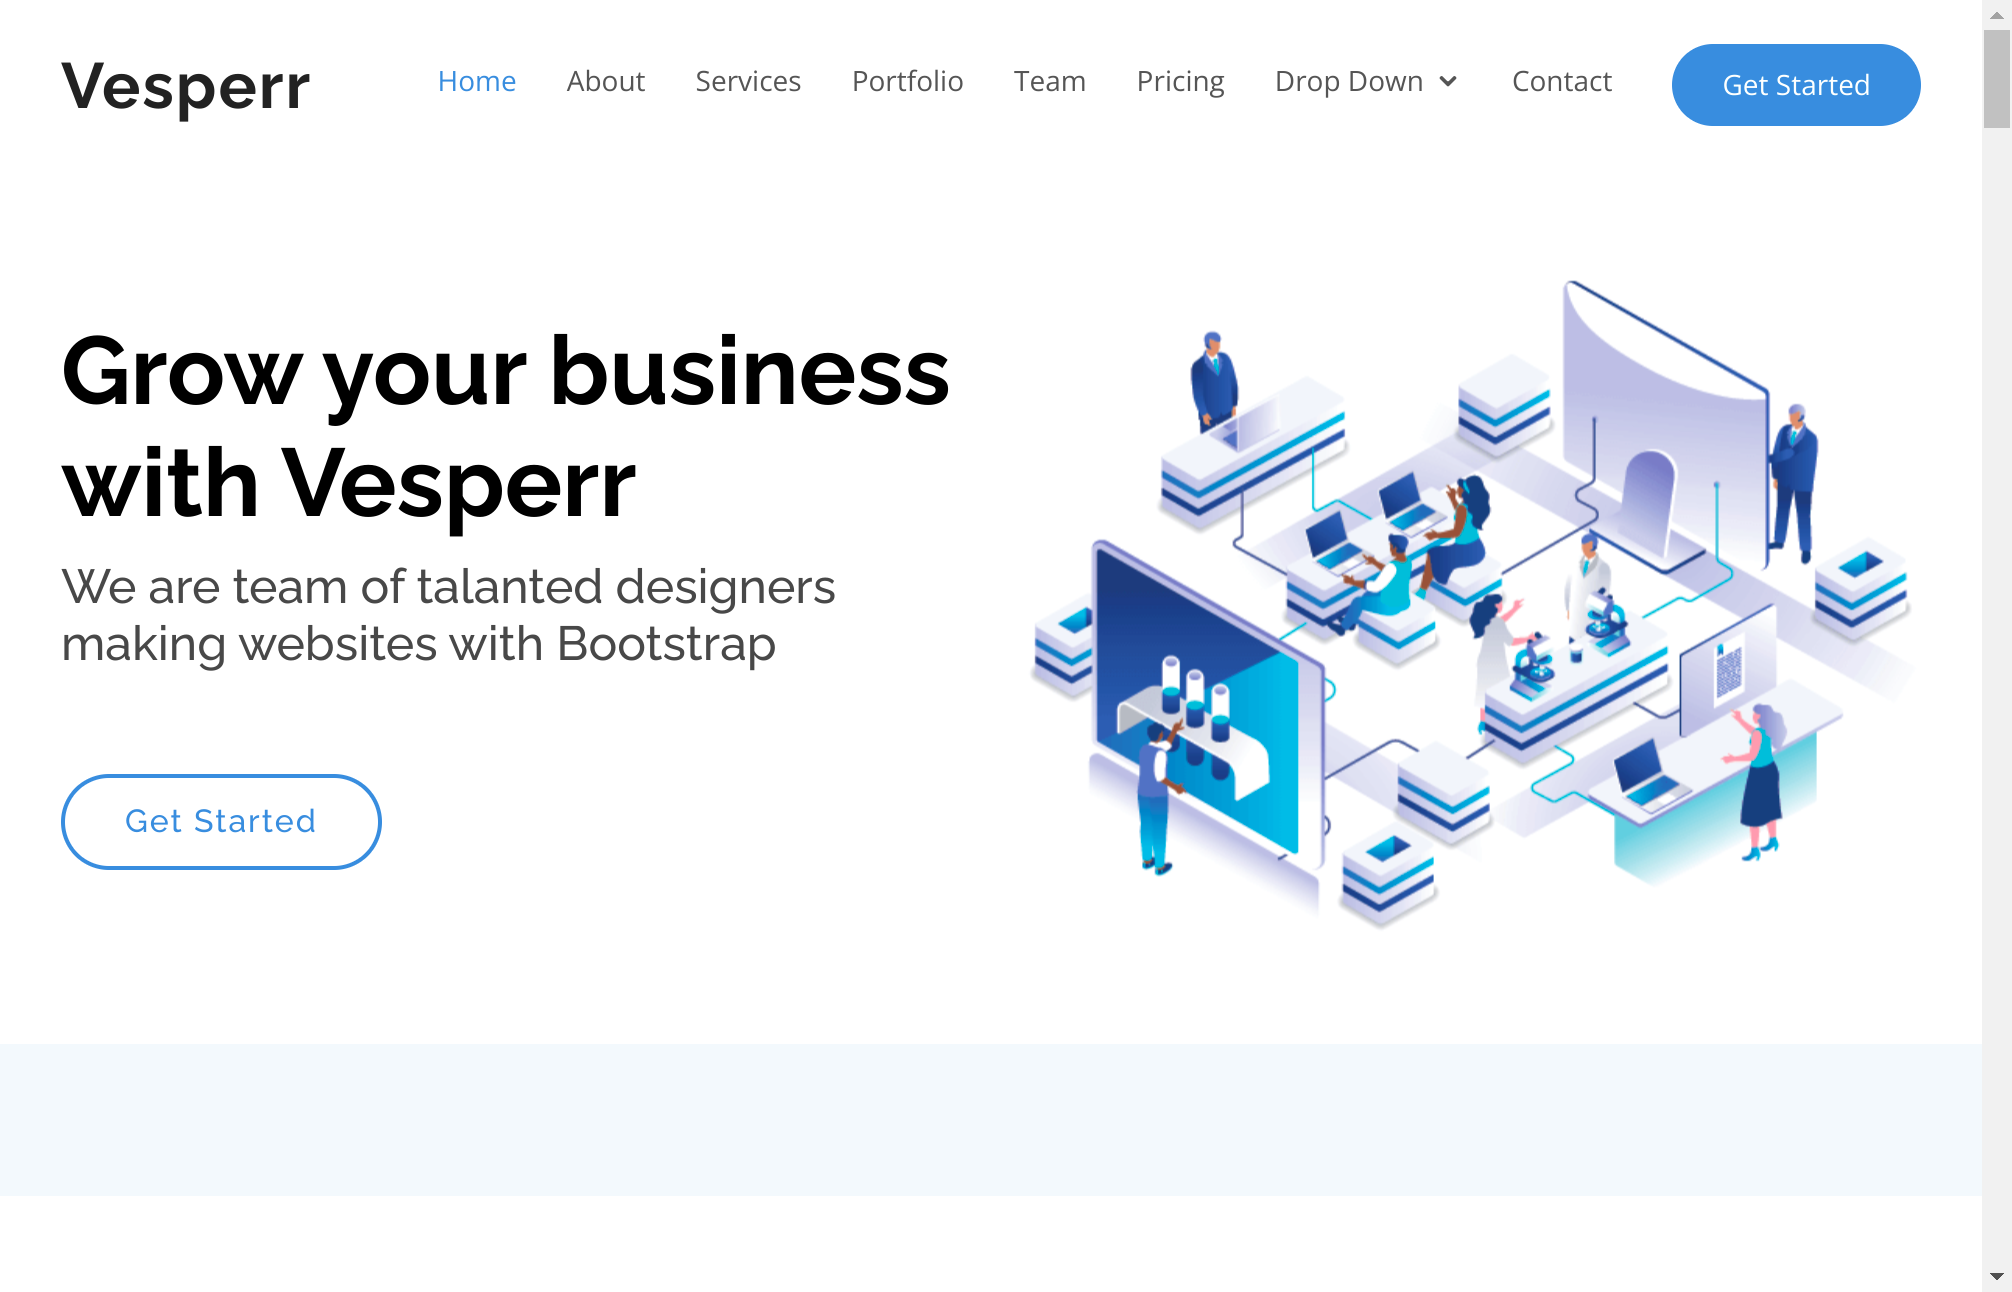 Vesperr
Home About Services Portfolio Team Pricing Drop Down Contact Get Started
Grow your business
with Vesperr
We are team of talanted designers
making websites with Bootstrap
Get Started